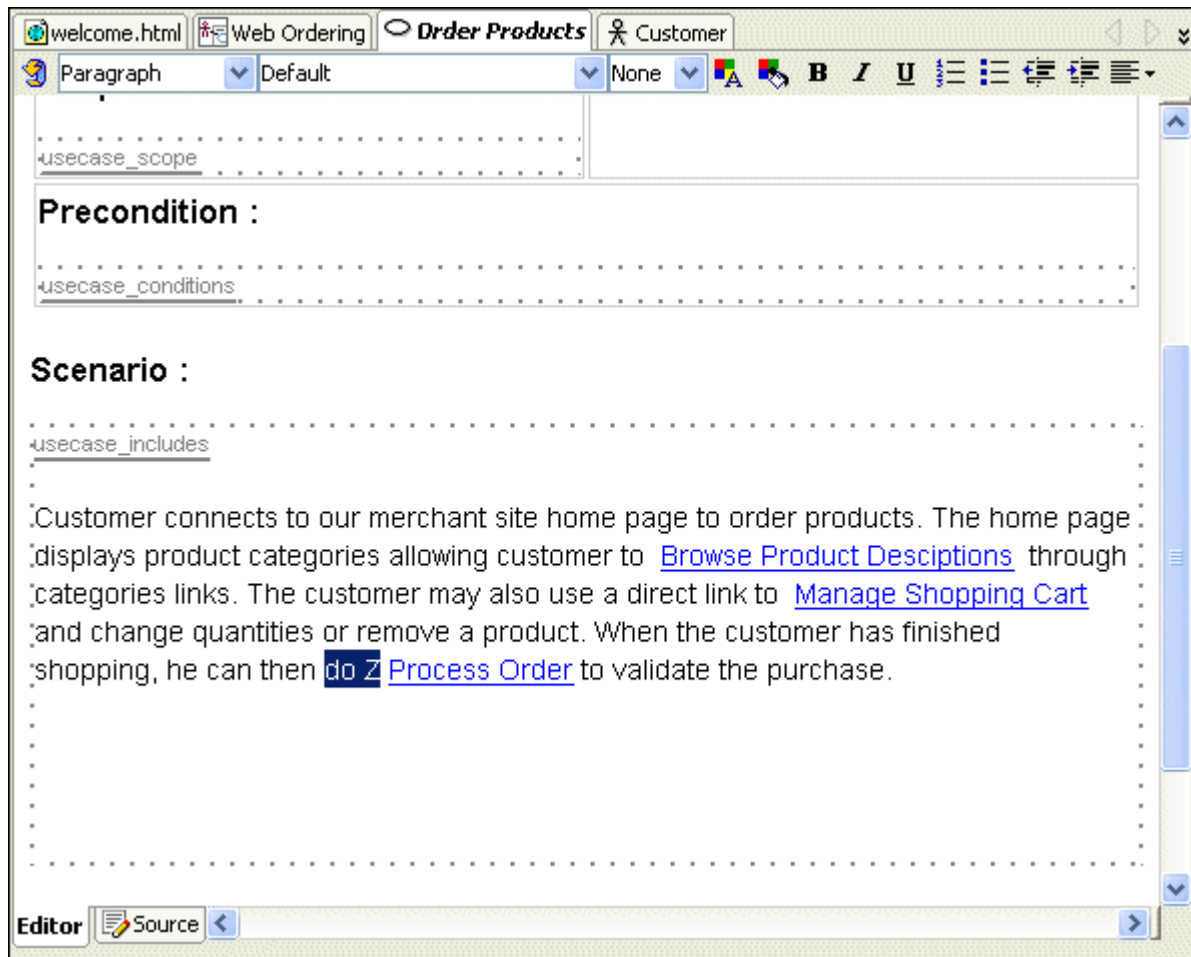 welcome.html Web Ordering Order Products Customer
Paragraph Default None A B I U
usecase_scope
Precondition :
usecase_conditions
Scenario :
usecase_includes
Customer connects to our merchant site home page to order products. The home page
displays product categories allowing customer to Browse Product Desciptions through
categories links. The customer may also use a direct link to Manage Shopping Cart
and change quantities or remove a product. When the customer has finished
shopping, he can then do Z Process Order to validate the purchase.
Editor Source